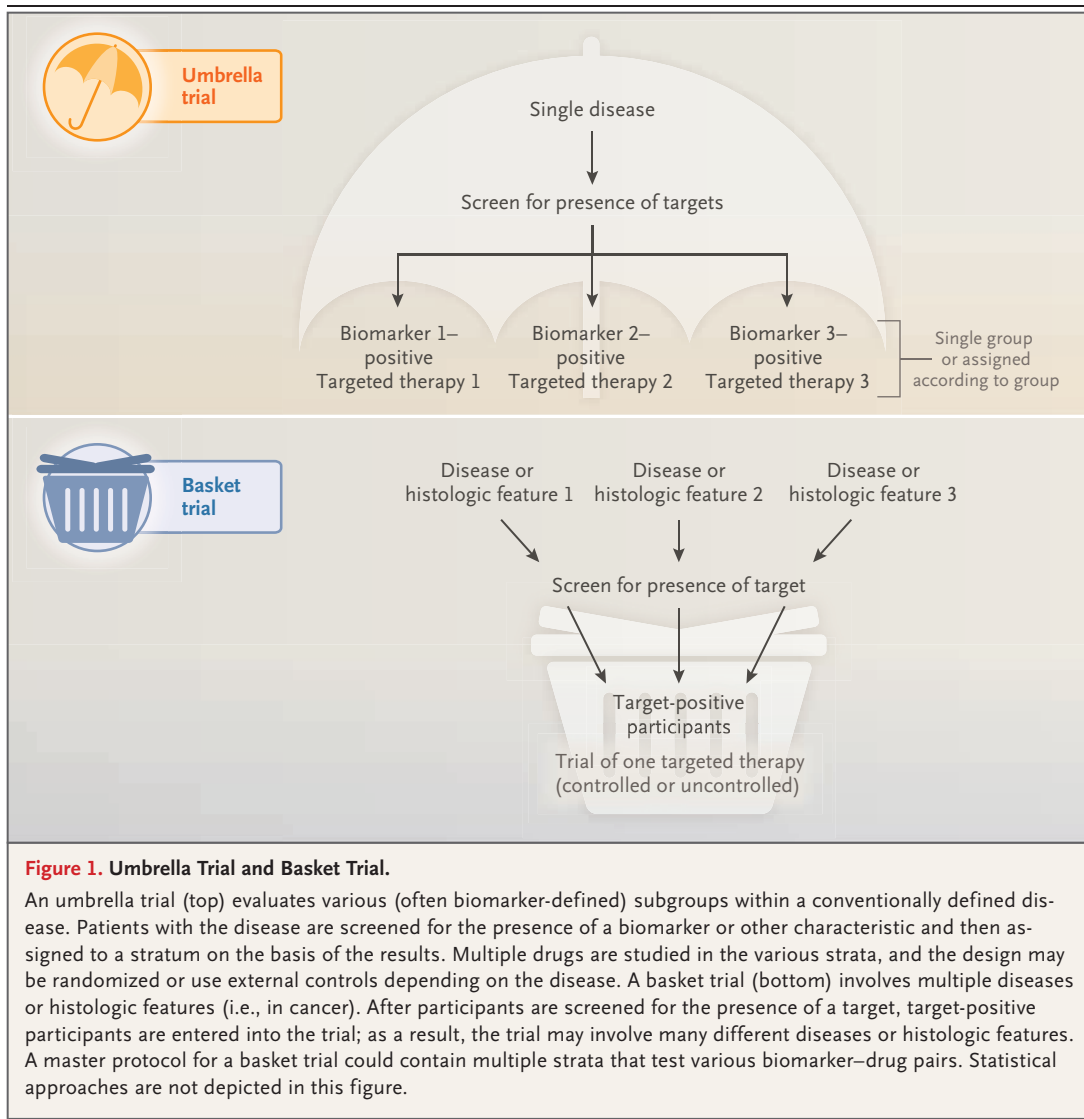 Umbrella
trial
Single disease
Screen for presence of targets
Biomarker 1–
positive
Targeted therapy 1
Biomarker 2–
positive
Targeted therapy 2
Biomarker 3–
positive
Targeted therapy 3
Single group
or assigned
according to group
Basket
trial
Disease or
histologic feature 1
Disease or
histologic feature 2
Disease or
histologic feature 3
Screen for presence of target
Target-positive
participants
Trial of one targeted therapy
(controlled or uncontrolled)
Figure 1. Umbrella Trial and Basket Trial.
An umbrella trial (top) evaluates various (often biomarker-defined) subgroups within a conventionally defined dis-
ease. Patients with the disease are screened for the presence of a biomarker or other characteristic and then as-
signed to a stratum on the basis of the results. Multiple drugs are studied in the various strata, and the design may
be randomized or use external controls depending on the disease. A basket trial (bottom) involves multiple diseases
or histologic features (i.e., in cancer). After participants are screened for the presence of a target, target-positive
participants are entered into the trial; as a result, the trial may involve many different diseases or histologic features.
A master protocol for a basket trial could contain multiple strata that test various biomarker–drug pairs. Statistical
approaches are not depicted in this figure.